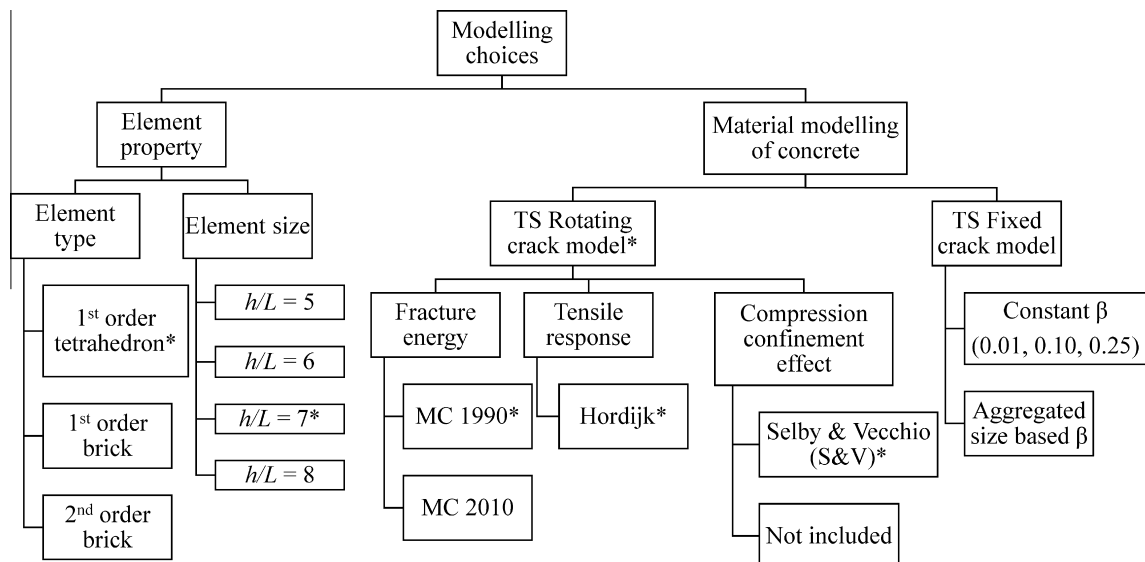 Modelling
choices
Element
property
Material modelling
of concrete
Element
type
Element size
TS Rotating
crack model*
TS Fixed
crack model
1st order
tetrahedron*
1st order
brick
2nd order
brick
h/L = 5
h/L = 6
h/L = 7*
h/L = 8
Fracture
energy
MC 1990*
MC 2010
Tensile
response
Hordijk*
Compression
confinement
effect
Selby & Vecchio
(S&V)*
Not included
Constant β
(0.01, 0.10, 0.25)
Aggregated
size based β